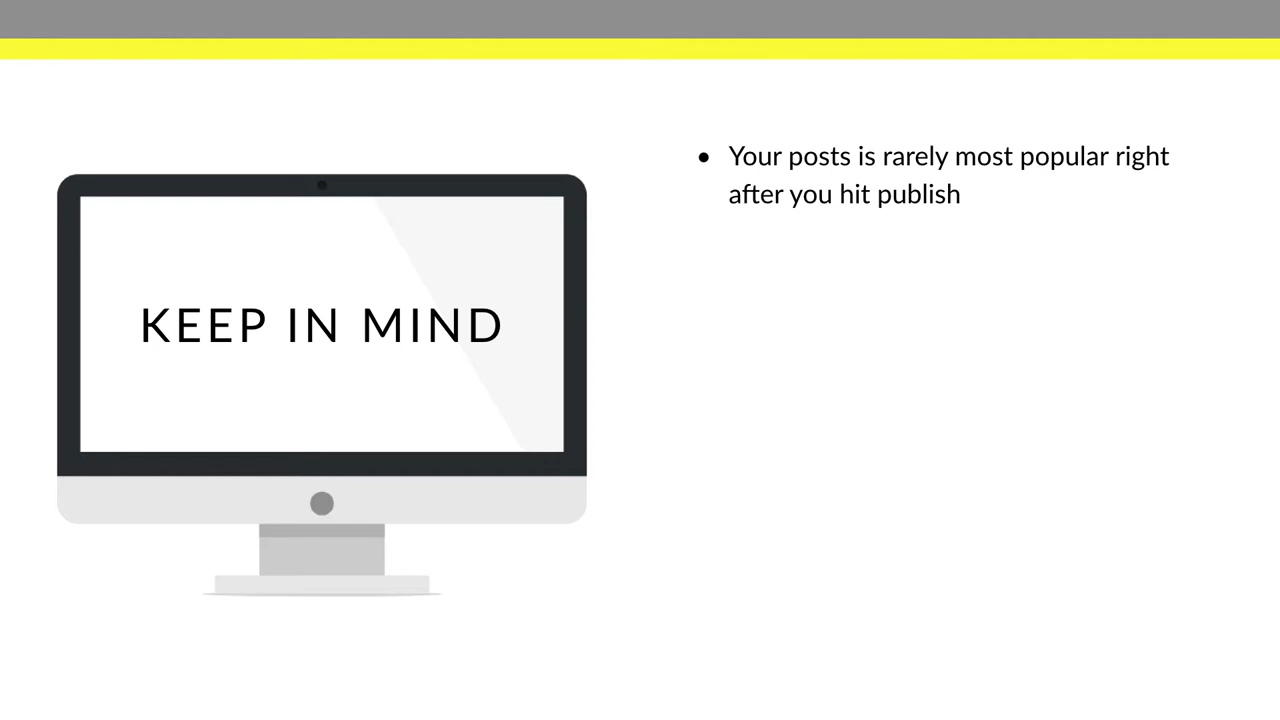 KEEP IN MIND
• Your posts is rarely most popular right
after you hit publish